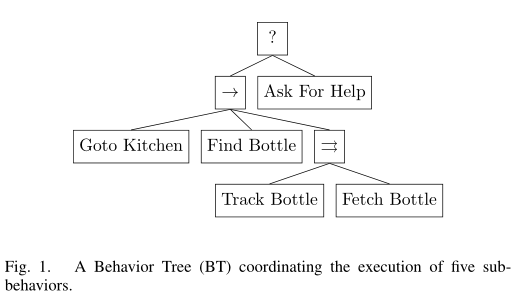 ?
→ Ask For Help
Goto Kitchen Find Bottle ⇉
Track Bottle Fetch Bottle
Fig. 1. A Behavior Tree (BT) coordinating the execution of five sub-
behaviors.